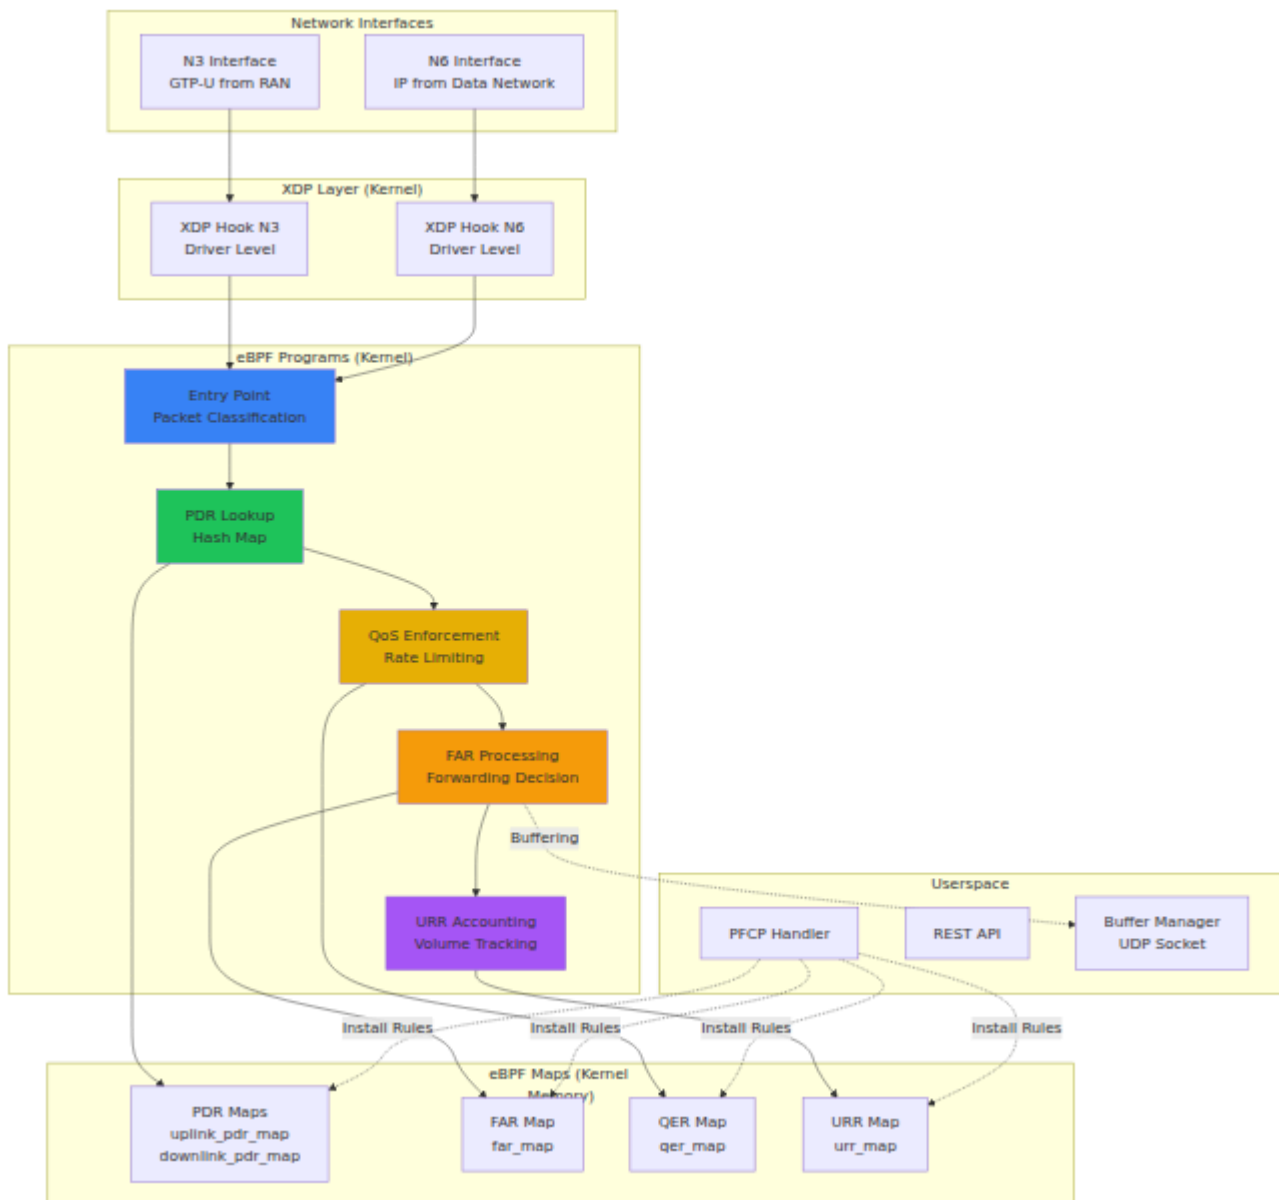 Network Interfaces
N3 Interface
GTP-U from RAN
N6 Interface
IP from Data Network
XDP Layer (Kernel)
XDP Hook N3
Driver Level
XDP Hook N6
Driver Level
eBPF Programs (Kernel)
Entry Point
Packet Classification
PDR Lookup
Hash Map
QoS Enforcement
Rate Limiting
FAR Processing
Forwarding Decision
Buffering
URR Accounting
Volume Tracking
Userspace
PFCP Handler
REST API
Buffer Manager
UDP Socket
Install Rules
Install Rules
Install Rules
Install Rules
eBPF Maps (Kernel
Memory)
PDR Maps
uplink_pdr_map
downlink_pdr_map
FAR Map
far_map
QER Map
qer_map
URR Map
urr_map